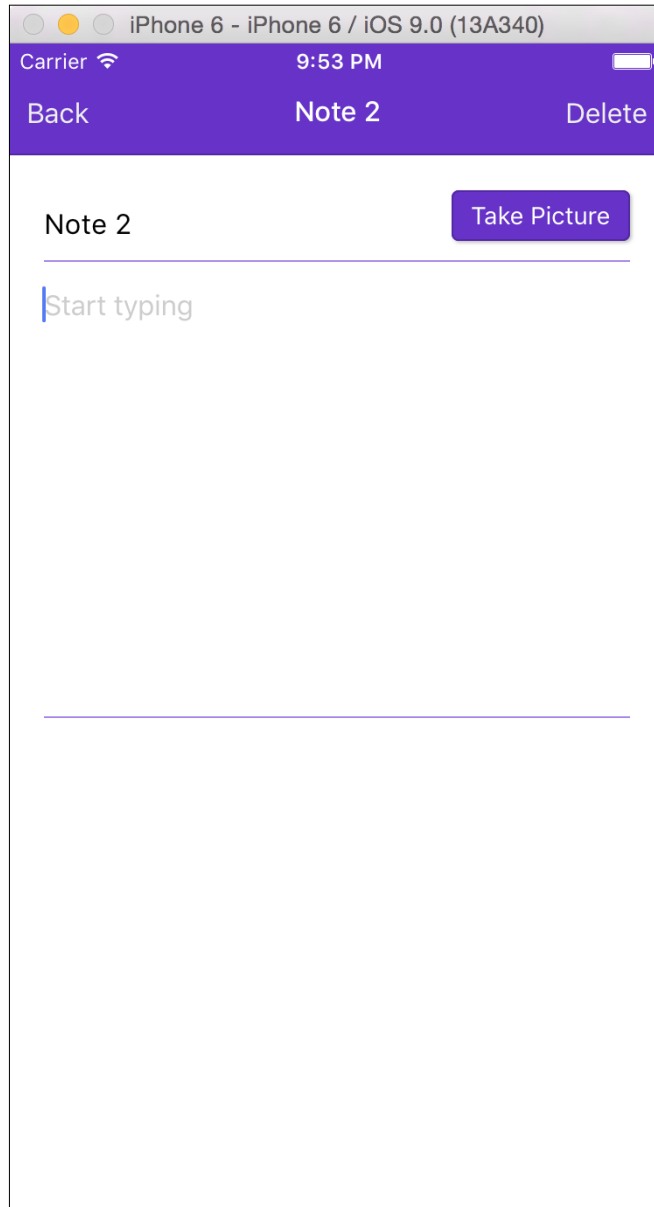 iPhone 6 - iPhone 6 / iOS 9.0 (13A340)
Carrier 9:53 PM
Back Note 2 Delete
Note 2 Take Picture
Start typing